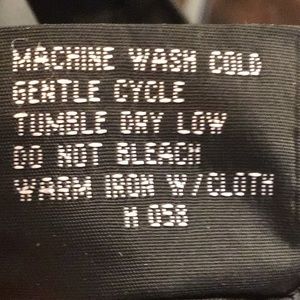 MACHINE WASH COLD
GENTLE CYCLE
TUMBLE DRY LOW
DO NOT BLEACH
WARM IRON W/CLOTH
H 058